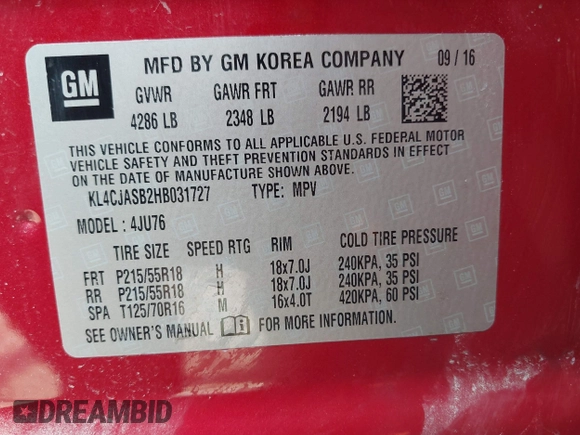 GM
MFD BY GM KOREA COMPANY 09/16
GVWR GAWR FRT GAWR RR
4286 LB 2348 LB 2194 LB
THIS VEHICLE CONFORMS TO ALL APPLICABLE U.S. FEDERAL MOTOR
VEHICLE SAFETY AND THEFT PREVENTION STANDARDS IN EFFECT
ON THE DATE OF MANUFACTURE SHOWN ABOVE.
KL4CJASB2HB031727 TYPE: MPV
MODEL: 4JU76
TIRE SIZE SPEED RTG RIM COLD TIRE PRESSURE
FRT P215/55R18 H 18x7.0J 240KPA, 35 PSI
RR P215/55R18 H 18x7.0J 240KPA, 35 PSI
SPA T125/70R16 M 16x4.0T 420KPA, 60 PSI
SEE OWNER'S MANUAL FOR MORE INFORMATION.
DREAMBID